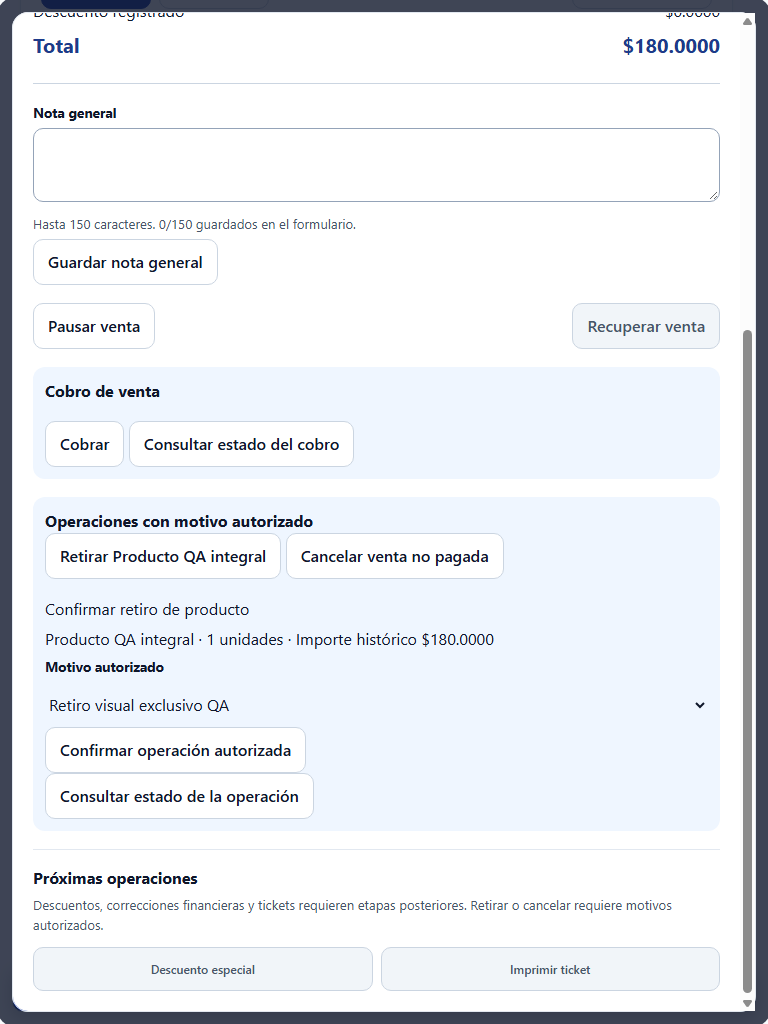 Descuento registrado $0.0000
Total $180.0000
Nota general
Hasta 150 caracteres. 0/150 guardados en el formulario.
Guardar nota general
Pausar venta Recuperar venta
Cobro de venta
Cobrar Consultar estado del cobro
Operaciones con motivo autorizado
Retirar Producto QA integral Cancelar venta no pagada
Confirmar retiro de producto
Producto QA integral · 1 unidades · Importe histórico $180.0000
Motivo autorizado
Retiro visual exclusivo QA
Confirmar operación autorizada
Consultar estado de la operación
Próximas operaciones
Descuentos, correcciones financieras y tickets requieren etapas posteriores. Retirar o cancelar requiere motivos
autorizados.
Descuento especial Imprimir ticket